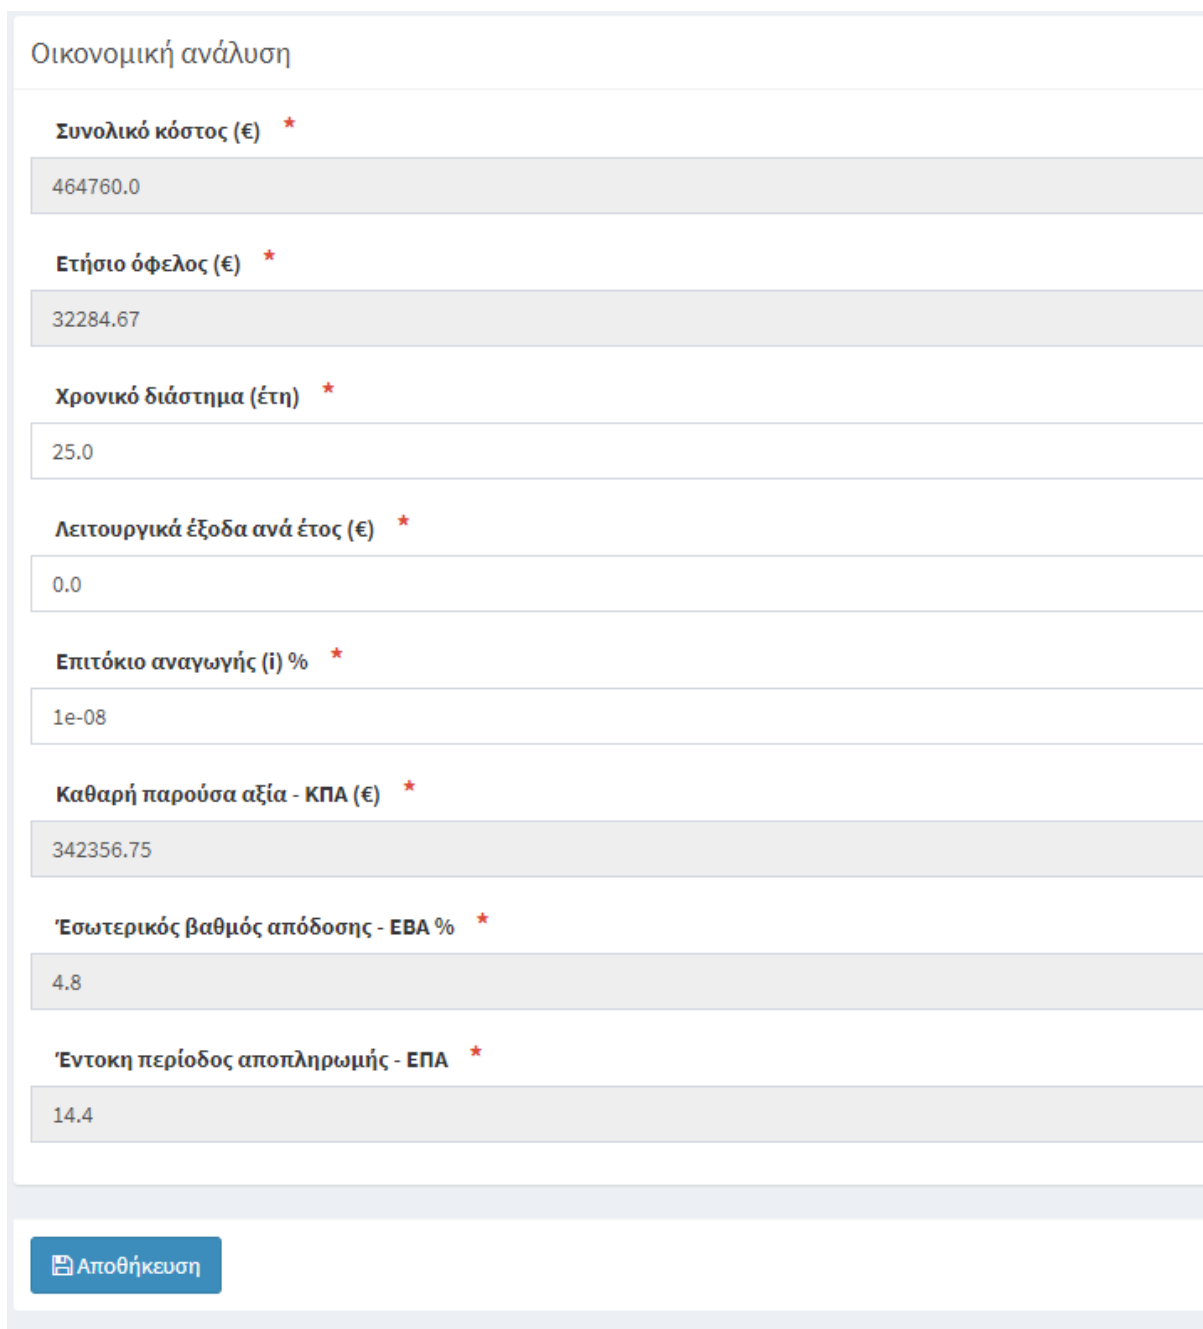 Οικονομική ανάλυση
Συνολικό κόστος (€) *
464760.0
Ετήσιο όφελος (€) *
32284.67
Χρονικό διάστημα (έτη) *
25.0
Λειτουργικά έξοδα ανά έτος (€) *
0.0
Επιτόκιο αναγωγής (i) % *
1e-08
Καθαρή παρούσα αξία - ΚΠΑ (€) *
342356.75
Έσωτερικός βαθμός απόδοσης - ΕΒΑ % *
4.8
Έντοκη περίοδος αποπληρωμής - ΕΠΑ *
14.4
Αποθήκευση